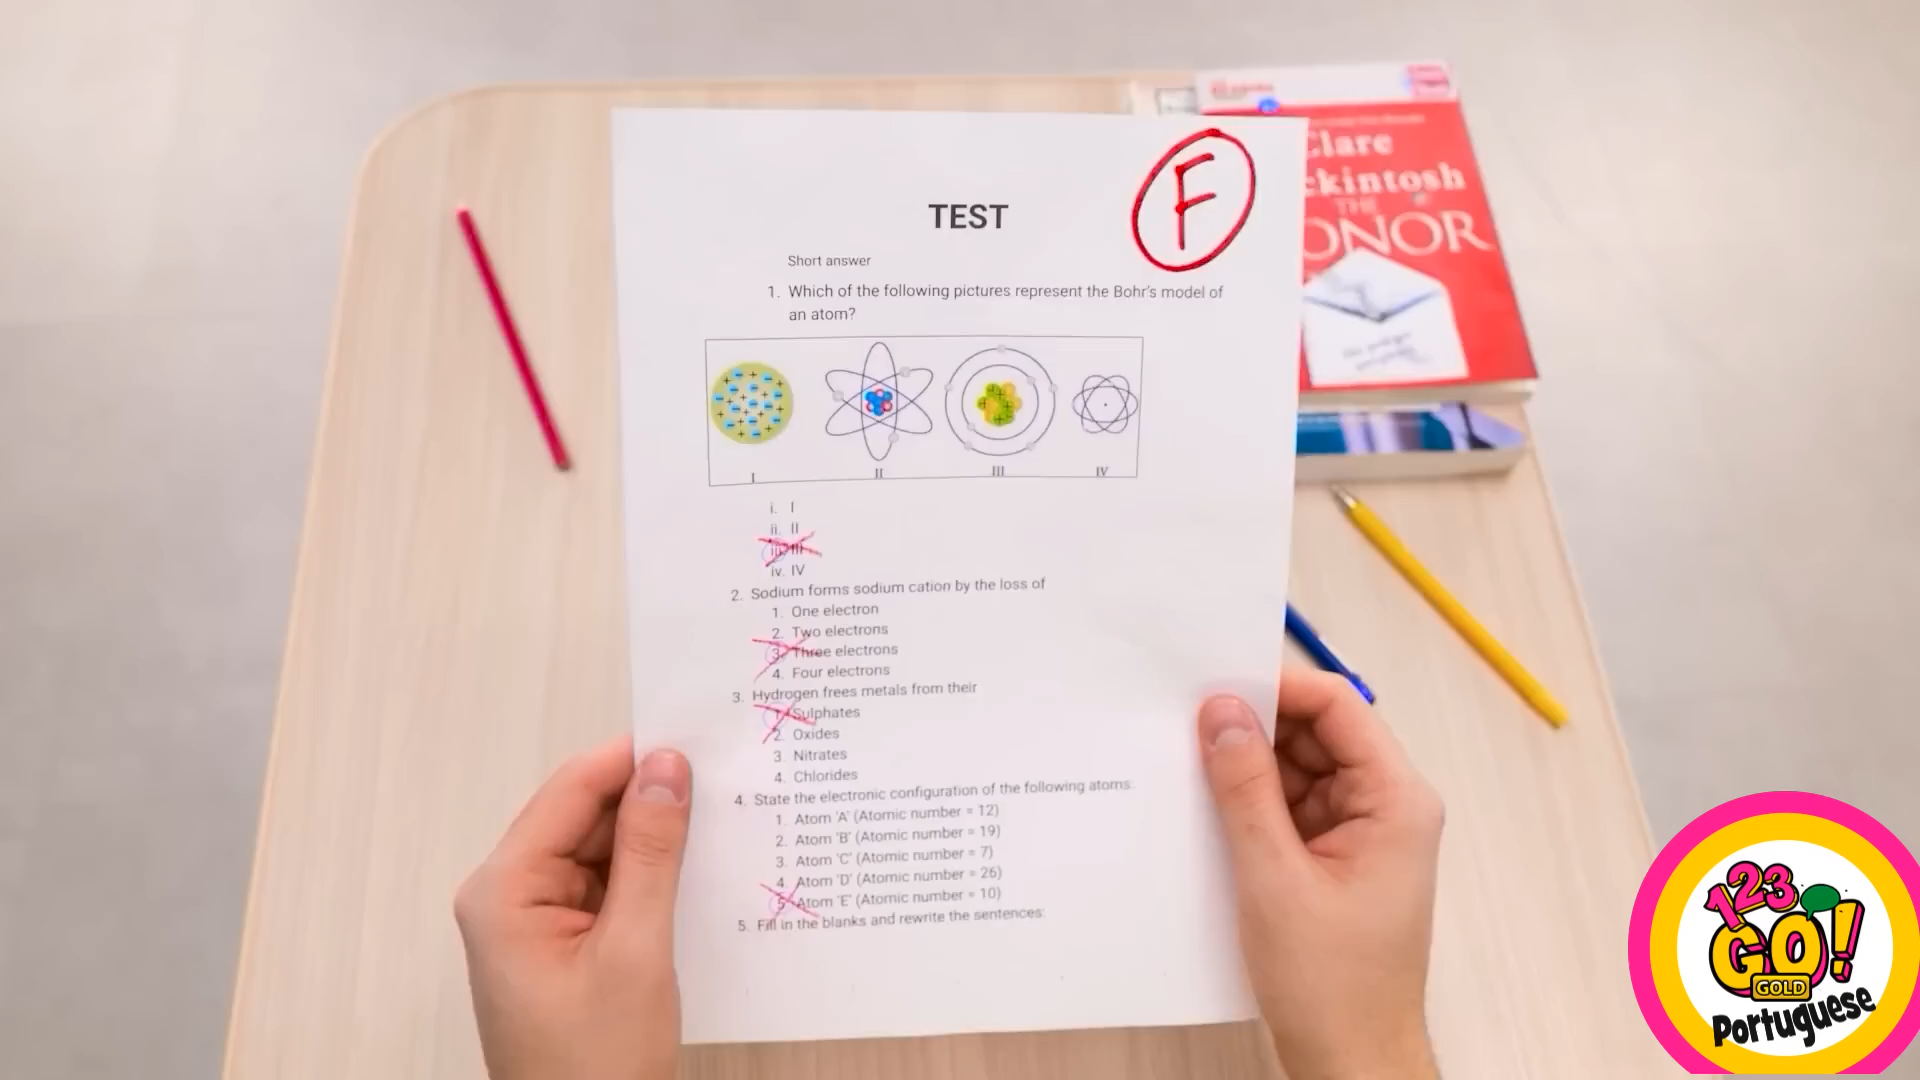 F
TEST
Short answer
1. Which of the following pictures represent the Bohr's model of
an atom?
I II III IV
i. I
ii. II
iii. III
iv. IV
2. Sodium forms sodium cation by the loss of
1. One electron
2. Two electrons
3. Three electrons
4. Four electrons
3. Hydrogen frees metals from their
1. Sulphates
2. Oxides
3. Nitrates
4. Chlorides
4. State the electronic configuration of the following atoms:
1. Atom 'A' (Atomic number = 12)
2. Atom 'B' (Atomic number = 19)
3. Atom 'C' (Atomic number = 7)
4. Atom 'D' (Atomic number = 26)
5. Atom 'E' (Atomic number = 10)
5. Fill in the blanks and rewrite the sentences:
Clare
ckintosh
THE
ONOR
123
GO!
GOLD
Portuguese